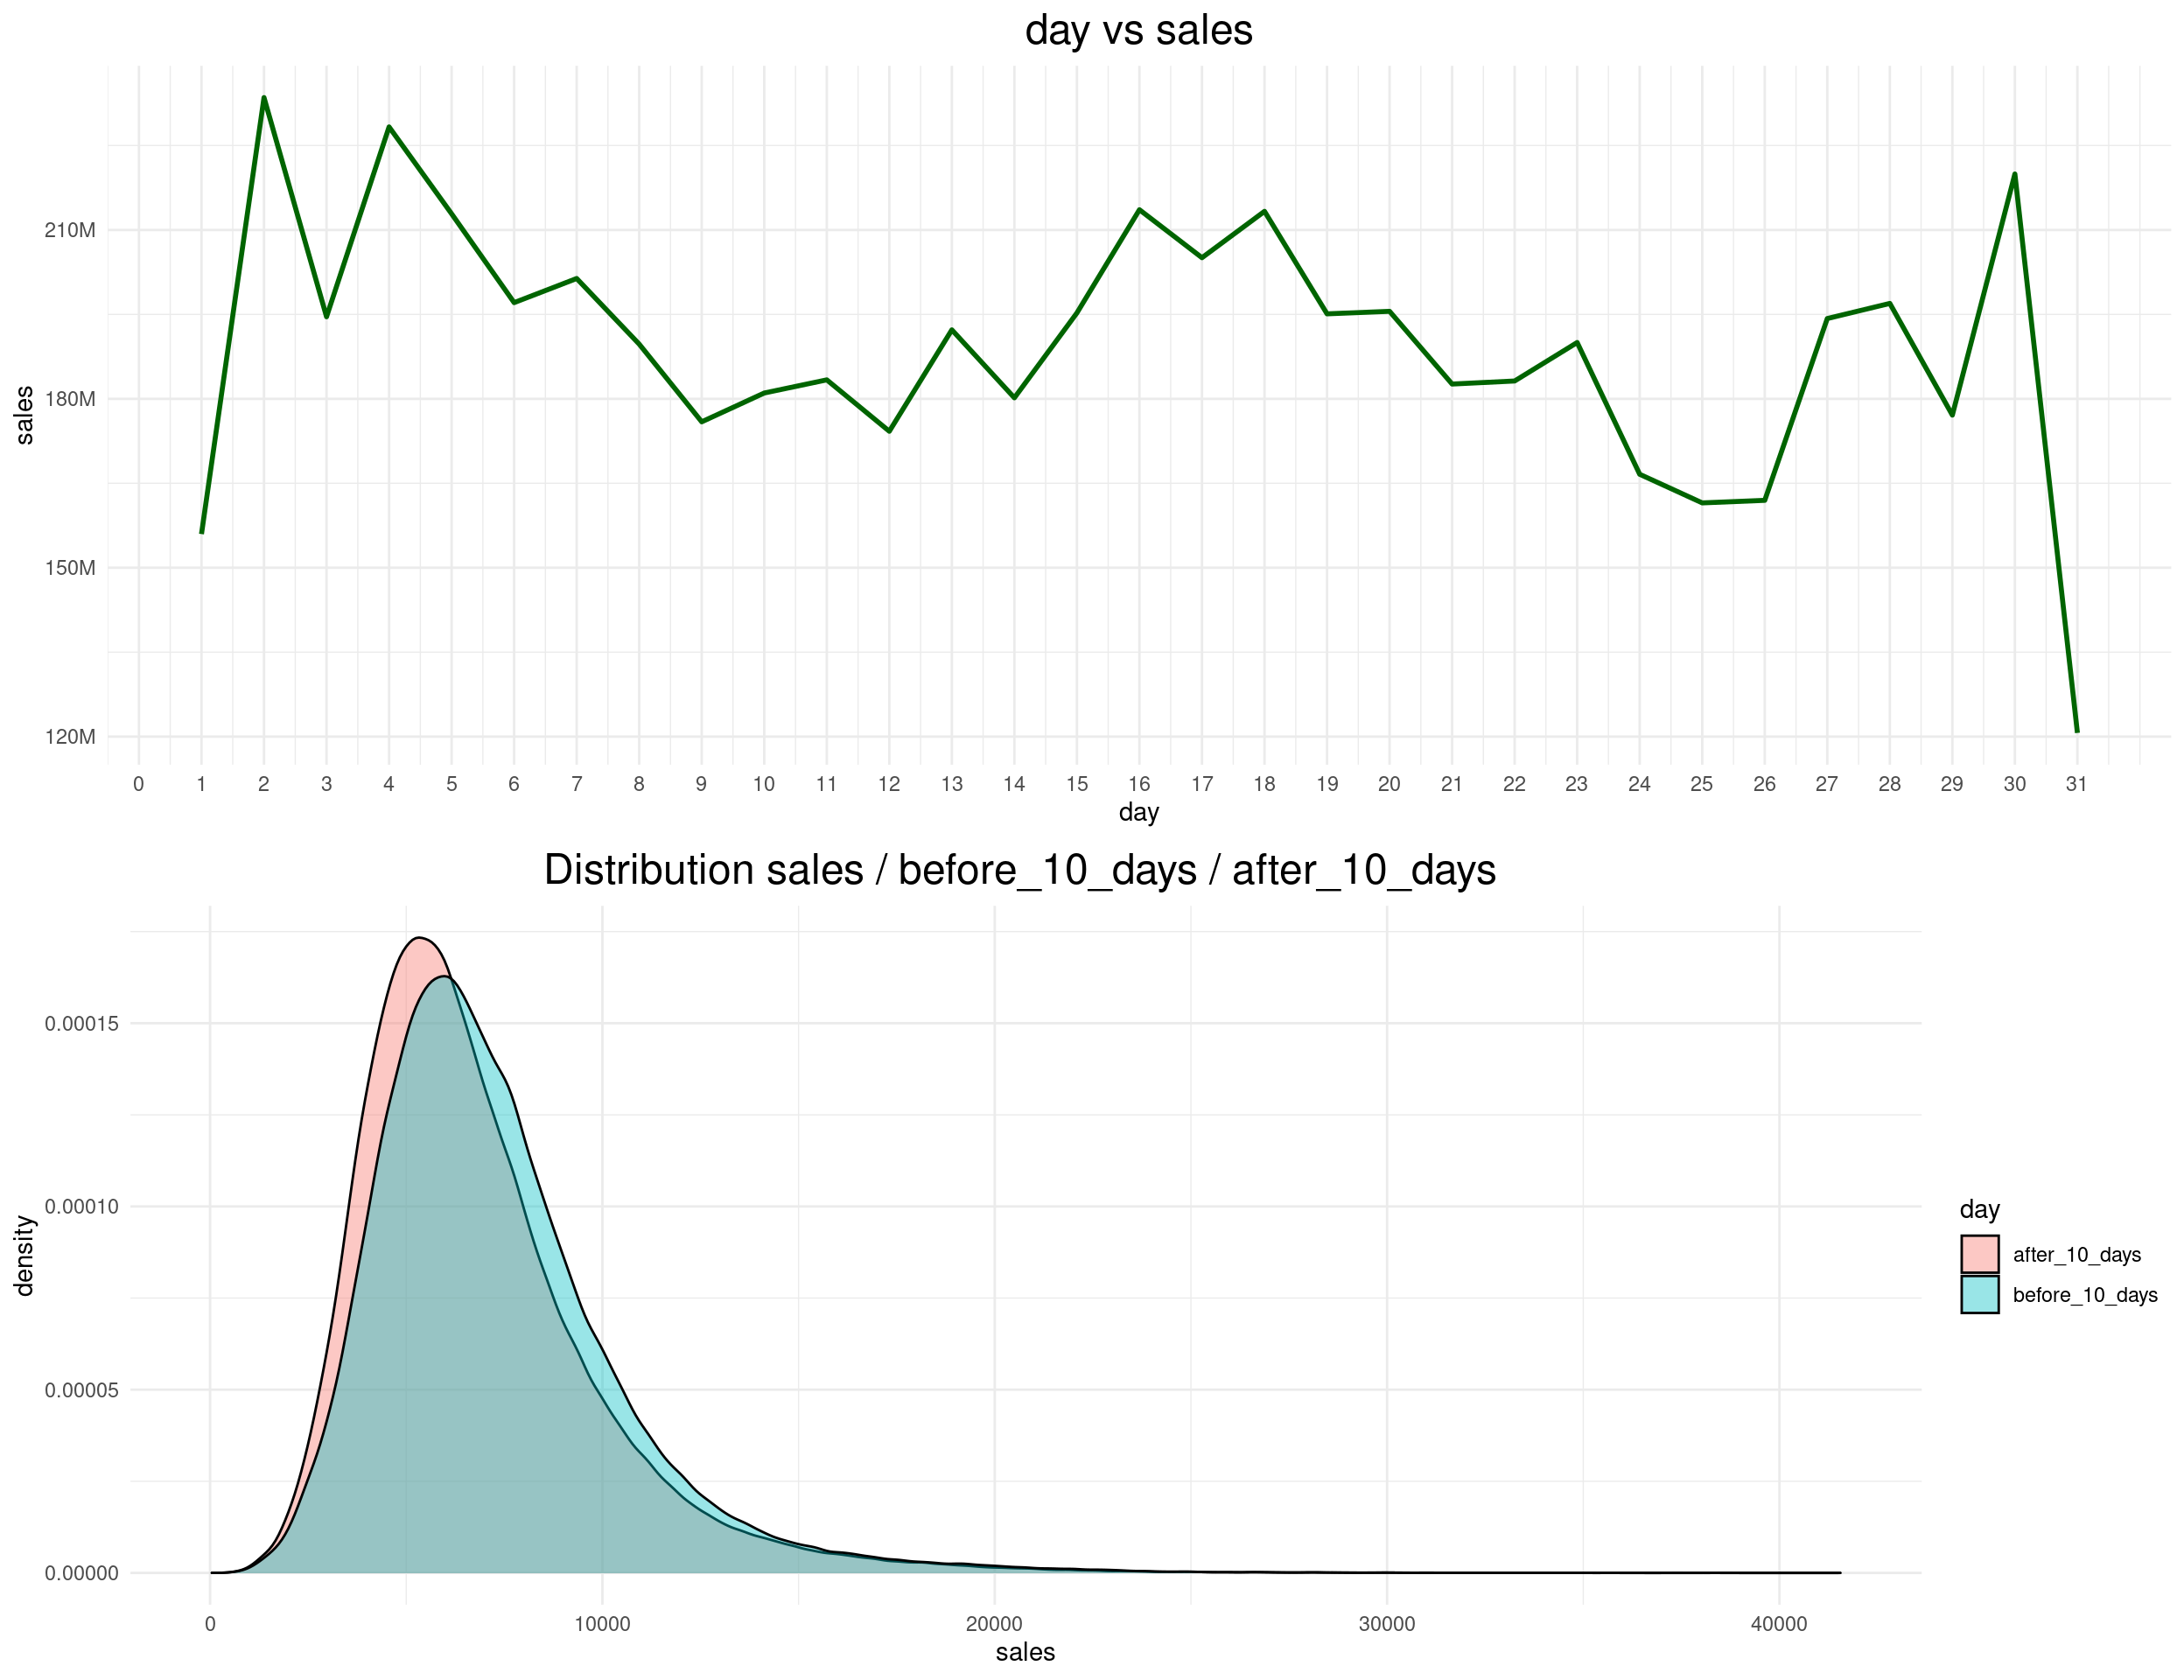 day vs sales
sales
210M
180M
150M
120M
0 1 2 3 4 5 6 7 8 9 10 11 12 13 14 15 16 17 18 19 20 21 22 23 24 25 26 27 28 29 30 31
day
Distribution sales / before_10_days / after_10_days
density
0.00015
0.00010
0.00005
0.00000
0 10000 20000 30000 40000
sales
day
after_10_days
before_10_days